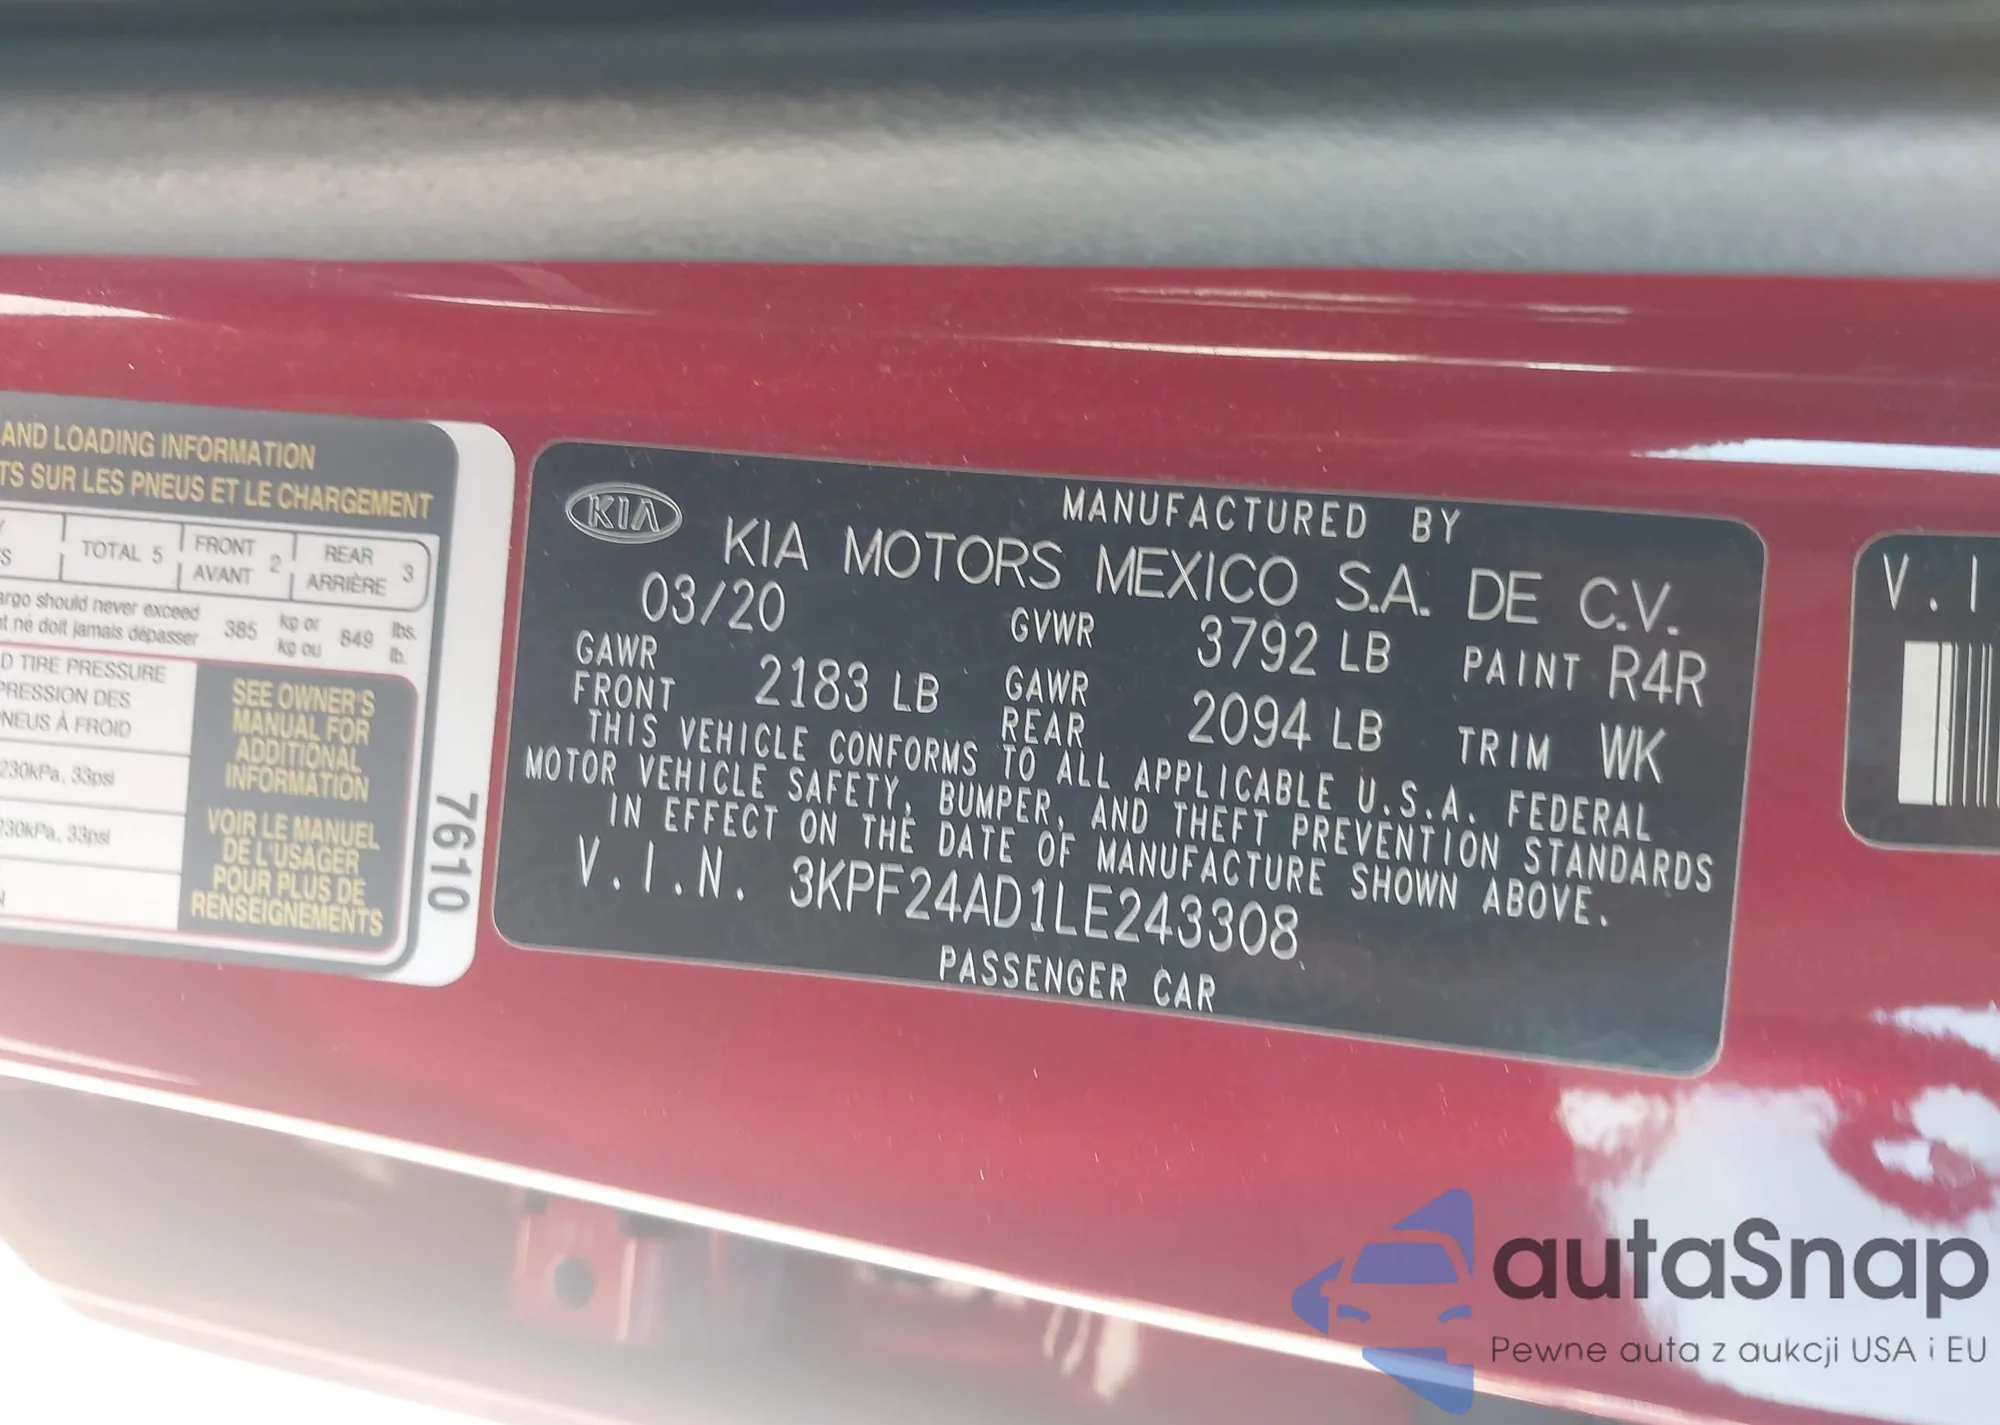 AND LOADING INFORMATION
TS SUR LES PNEUS ET LE CHARGEMENT
TOTAL 5
FRONT
AVANT
2
REAR
ARRIÈRE
3
should never exceed
né doit jamais dépasser
385
kg or
kg ou
849
lbs.
lb.
TIRE PRESSURE
PRESSION DES
PNEUS À FROID
230kPa, 33psi
230kPa, 33psi
SEE OWNER'S
MANUAL FOR
ADDITIONAL
INFORMATION
VOIR LE MANUEL
DE L'USAGER
POUR PLUS DE
RENSEIGNEMENTS
7610
KIA
MANUFACTURED BY
KIA MOTORS MEXICO S.A. DE C.V.
03/20 GVWR 3792 LB PAINT R4R
GAWR FRONT 2183 LB GAWR REAR 2094 LB TRIM WK
THIS VEHICLE CONFORMS TO ALL APPLICABLE U.S.A. FEDERAL
MOTOR VEHICLE SAFETY, BUMPER, AND THEFT PREVENTION STANDARDS
IN EFFECT ON THE DATE OF MANUFACTURE SHOWN ABOVE.
V.I.N. 3KPF24AD1LE243308
PASSENGER CAR
V.I
autaSnap
Pewne auta z aukcji USA i EU